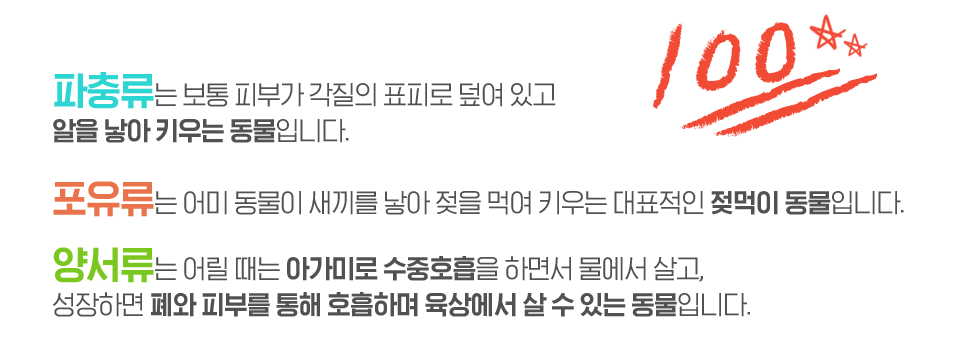 100
파충류는 보통 피부가 각질의 표피로 덮여 있고
알을 낳아 키우는 동물입니다.
포유류는 어미 동물이 새끼를 낳아 젖을 먹여 키우는 대표적인 젖먹이 동물입니다.
양서류는 어릴 때는 아가미로 수중호흡을 하면서 물에서 살고,
성장하면 폐와 피부를 통해 호흡하며 육상에서 살 수 있는 동물입니다.